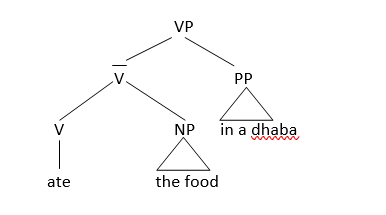 VP
V̅ PP
V NP in a dhaba
ate the food